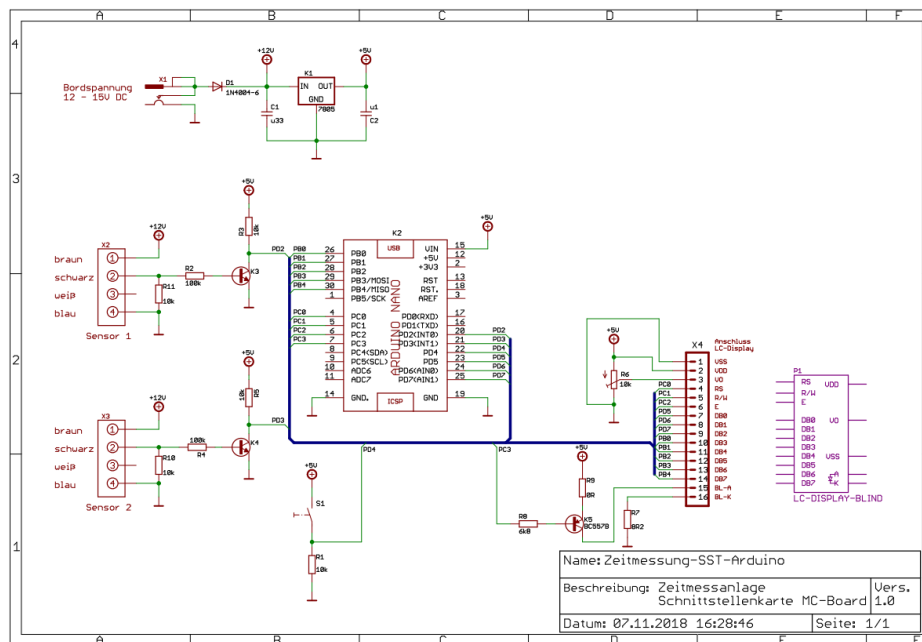 A B C D E F
4
+12V +5V
K1
Bordspannung
12 - 15V DC
X1
D1
1N4004-6
IN OUT
GND
7805
C1
u33
u1
C2
3
+5V
R3
10k
PD2
K3
+12V
X2
braun 1
schwarz 2
weiß 3
blau 4
Sensor 1
R11
10k
R2
100k
K2
USB
ARDUINO NANO
ICSP
PB0 26 PB0
PB1 27 PB1
PB2 28 PB2
PB3 29 PB3/MOSI
PB4 30 PB4/MISO
1 PB5/SCK
PC0 4 PC0
PC1 5 PC1
PC2 6 PC2
PC3 7 PC3
8 PC4(SDA)
9 PC5(SCL)
10 ADC6
11 ADC7
14 GND.
+5V
VIN 15
+5V 12
+3V3 2
RST 13
RST. 18
AREF 3
PD0(RXD) 17
PD1(TXD) 16
PD2(INT0) 20 PD2
PD3(INT1) 21 PD3
PD4 22 PD4
PD5 23 PD5
PD6(AIN0) 24 PD6
PD7(AIN1) 25 PD7
GND 19
2
+5V
10k
R5
PD3
K4
+12V
X3
braun 1
schwarz 2
weiß 3
blau 4
Sensor 2
R10
10k
100k
R4
PD4
PC3
+5V
S1
R1
10k
+5V
R6
10k
X4
Anschluss
LC-Display
1 VSS
2 VDD
3 VO
PC0 4 RS
PC1 5 R/W
PC2 6 E
PD5 7 DB0
PD6 8 DB1
PD7 9 DB2
PB0 10 DB3
PB1 11 DB4
PB2 12 DB5
PB3 13 DB6
PB4 14 DB7
15 BL-A
16 BL-K
P1
RS VDD
R/W
E
DB0 VO
DB1
DB2
DB3
DB4 VSS
DB5
DB6 A
DB7 K
LC-DISPLAY-BLIND
+5V
R9
0R
K5
BC557B
R8
6k8
R7
8R2
1
Name: Zeitmessung-SST-Arduino
Beschreibung: Zeitmessanlage
Schnittstellenkarte MC-Board
Vers.
1.0
Datum: 07.11.2018 16:28:46
Seite: 1/1
4
3
2
1
A B C D E F